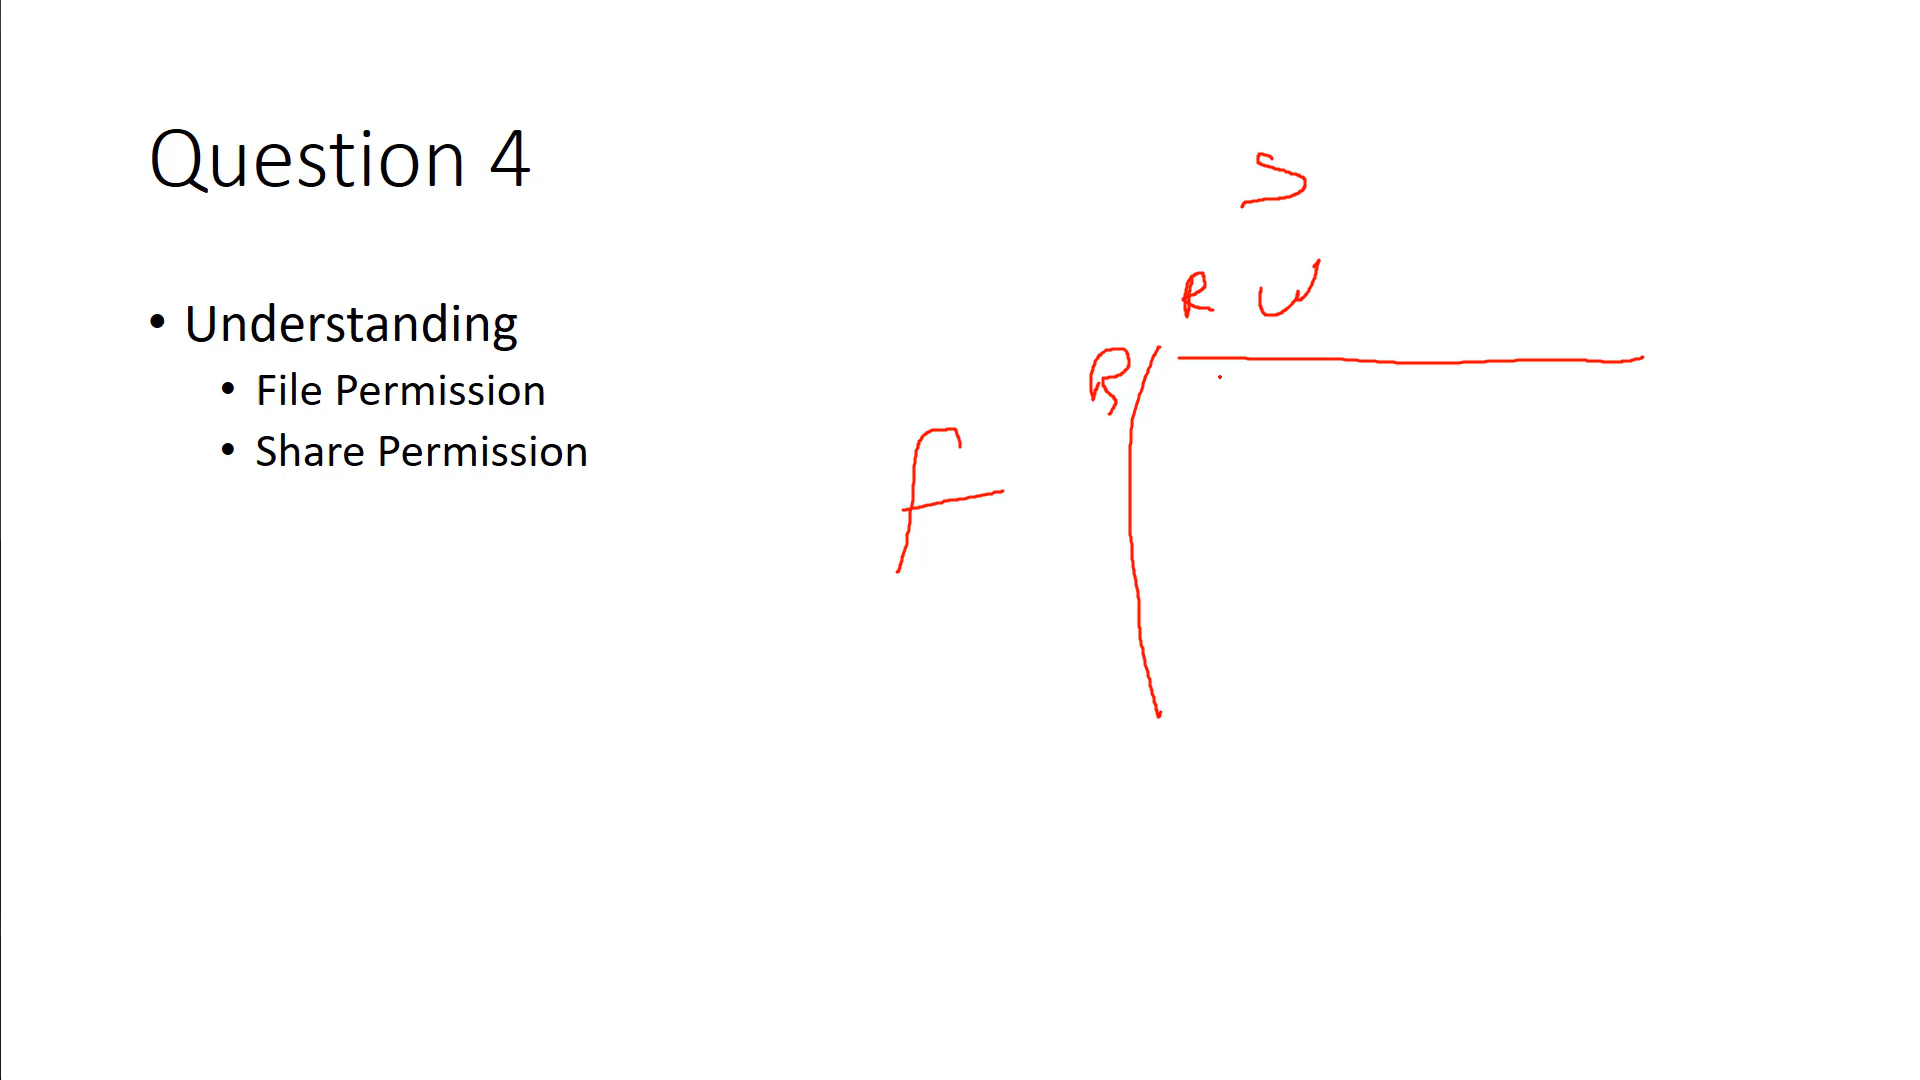 Question 4
• Understanding
• File Permission
• Share Permission
S
R W
R
F